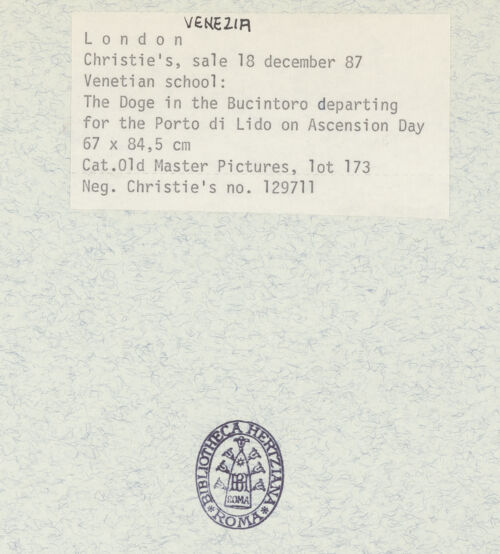 VENEZIA
London
Christie's, sale 18 december 87
Venetian school:
The Doge in the Bucintoro departing
for the Porto di Lido on Ascension Day
67 x 84,5 cm
Cat.Old Master Pictures, lot 173
Neg. Christie's no. 129711
BIBLIOTHECA HERTZIANA
BH
ROMA
* ROMA *